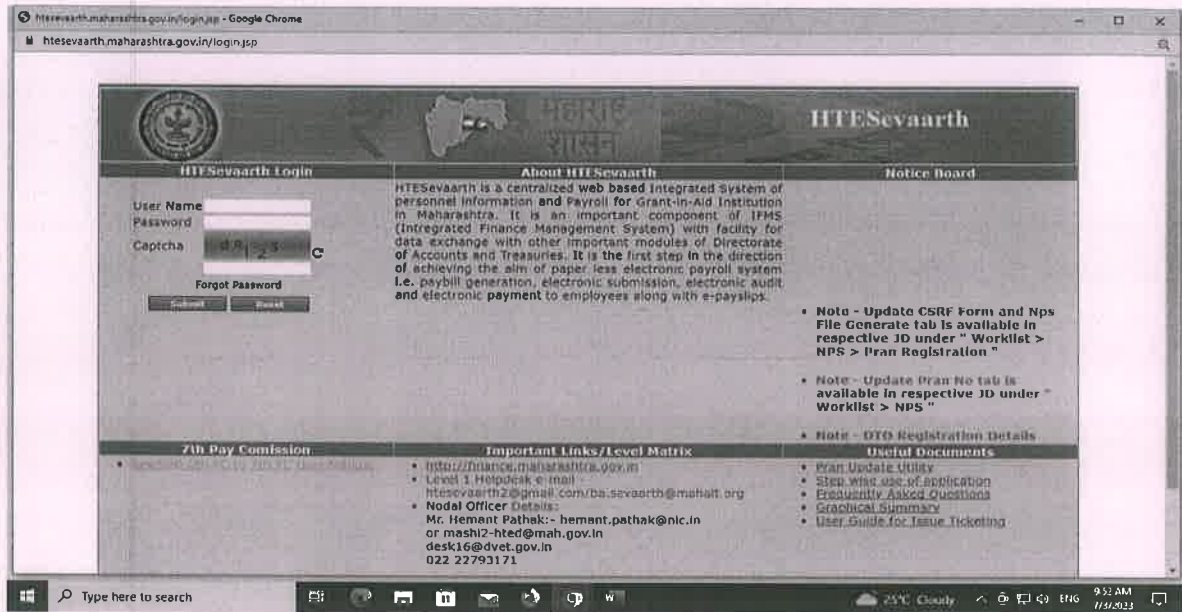 htesevaarth.maharashtra.gov.in/login.jsp - Google Chrome
htesevaarth.maharashtra.gov.in/login.jsp
महाराष्ट्र
शासन
HTESevaarth
HTESevaarth Login
User Name
Password
Captcha
Forgot Password
Submit Reset
About HTESevaarth
HTESevaarth is a centralized web based Integrated System of
personnel information and Payroll for Grant-in-Aid Institution
in Maharashtra. It is an important component of IFMS
(Intregrated Finance Management System) with facility for
data exchange with other important modules of Directorate
of Accounts and Treasuries. It is the first step in the direction
of achieving the aim of paper less electronic payroll system
i.e. paybill generation, electronic submission, electronic audit
and electronic payment to employees along with e-payslips.
Notice Board
• Note - Update CSRF Form and Nps
File Generate tab is available in
respective JD under " Worklist >
NPS > Pran Registration "
• Note - Update Pran No tab is
available in respective JD under "
Worklist > NPS "
• Note - DTO Registration Details
7th Pay Comission
Important Links/Level Matrix
• http://finance.maharashtra.gov.in
• Level 1 Helpdesk e-mail -
htesevaarth2@gmail.com/ba.sevaarth@mahait.org
• Nodal Officer Details:
Mr. Hemant Pathak:- hemant.pathak@nic.in
or mashi2-hted@mah.gov.in
desk16@dvet.gov.in
022 22793171
Useful Documents
• Pran Update Utility
• Step wise use of application
• Frequently Asked Questions
• Graphical Summary
• User Guide for Issue Ticketing
Type here to search
25°C Cloudy
ENG
9:52 AM
7/3/2023